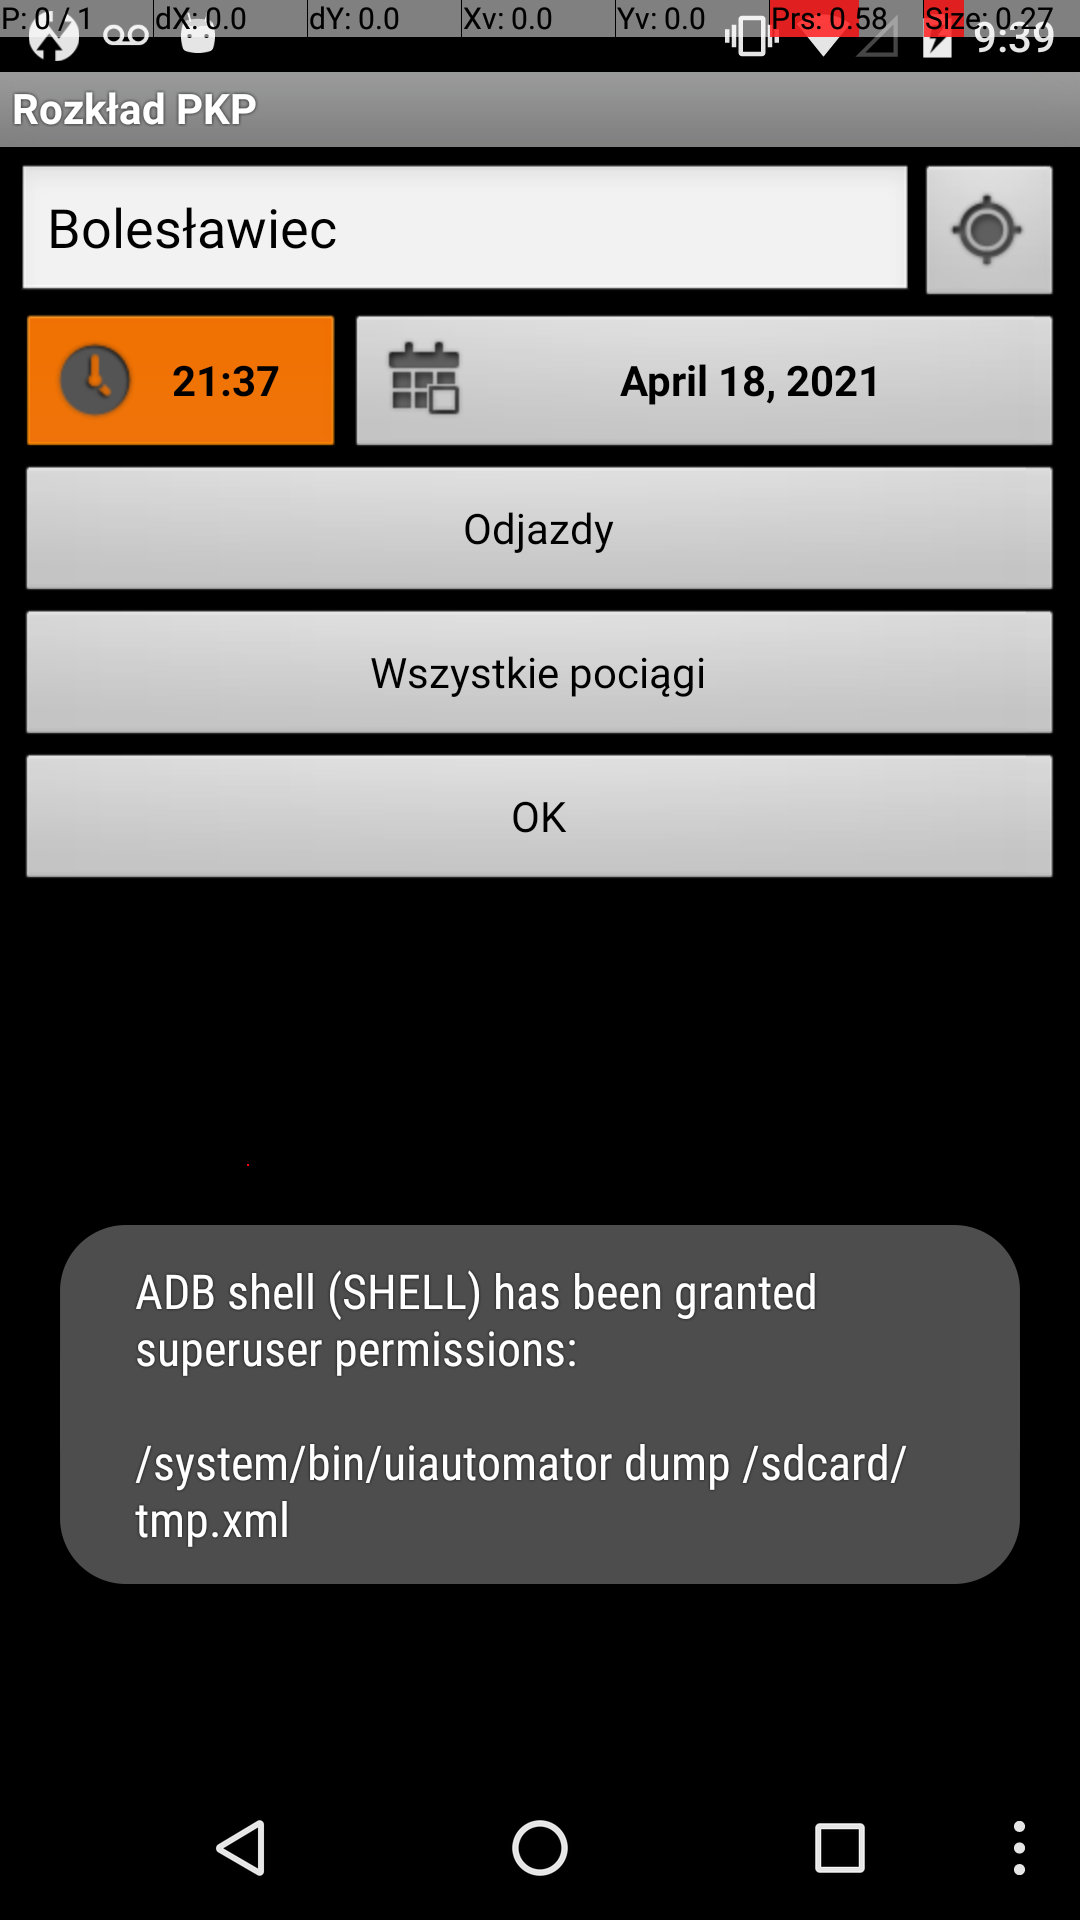 P: 0 / 1 dX: 0.0 dY: 0.0 Xv: 0.0 Yv: 0.0 Prs: 0.58 Size: 0.27
9:39
Rozkład PKP
Bolesławiec
21:37 April 18, 2021
Odjazdy
Wszystkie pociągi
OK
ADB shell (SHELL) has been granted
superuser permissions:
/system/bin/uiautomator dump /sdcard/
tmp.xml